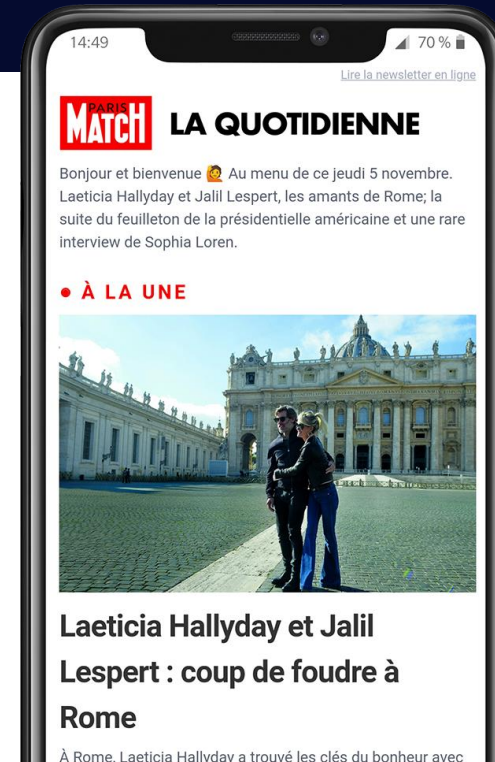 14:49
70 %
Lire la newsletter en ligne
PARIS
MATCH
LA QUOTIDIENNE
Bonjour et bienvenue 🙋 Au menu de ce jeudi 5 novembre.
Laeticia Hallyday et Jalil Lespert, les amants de Rome; la
suite du feuilleton de la présidentielle américaine et une rare
interview de Sophia Loren.
• À LA UNE
Laeticia Hallyday et Jalil
Lespert : coup de foudre à
Rome
À Rome, Laeticia Hallyday a trouvé les clés du bonheur avec